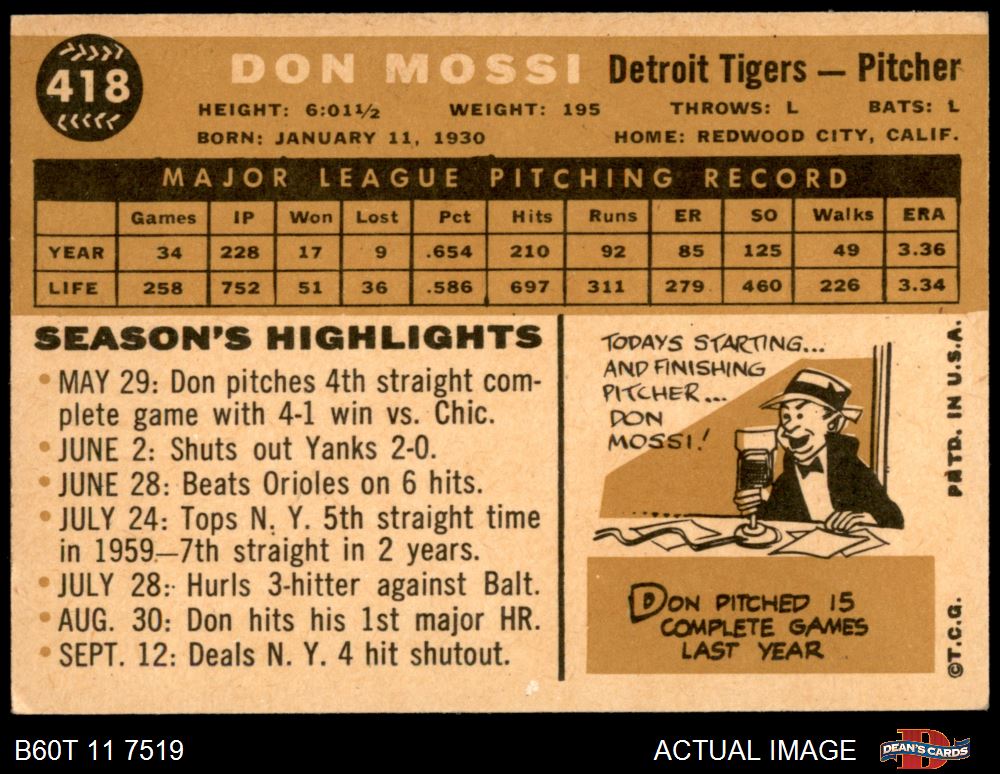 418
DON MOSSI Detroit Tigers — Pitcher
HEIGHT: 6:01½ WEIGHT: 195 THROWS: L BATS: L
BORN: JANUARY 11, 1930 HOME: REDWOOD CITY, CALIF.
MAJOR LEAGUE PITCHING RECORD
Games IP Won Lost Pct Hits Runs ER SO Walks ERA
YEAR 34 228 17 9 .654 210 92 85 125 49 3.36
LIFE 258 752 51 36 .586 697 311 279 460 226 3.34
SEASON'S HIGHLIGHTS
• MAY 29: Don pitches 4th straight com-
plete game with 4-1 win vs. Chic.
• JUNE 2: Shuts out Yanks 2-0.
• JUNE 28: Beats Orioles on 6 hits.
• JULY 24: Tops N. Y. 5th straight time
in 1959—7th straight in 2 years.
• JULY 28: Hurls 3-hitter against Balt.
• AUG. 30: Don hits his 1st major HR.
• SEPT. 12: Deals N. Y. 4 hit shutout.
TODAYS STARTING...
AND FINISHING
PITCHER...
DON
MOSSI!
DON PITCHED 15
COMPLETE GAMES
LAST YEAR
©T.C.G. PRTD. IN U.S.A.
B60T 11 7519 ACTUAL IMAGE DEAN'S CARDS